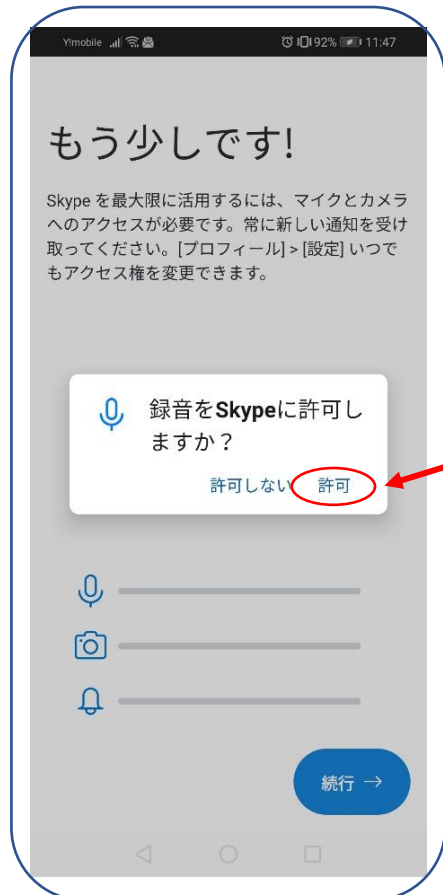 Y!mobile 92% 11:47
もう少しです!
Skype を最大限に活用するには、マイクとカメラ
へのアクセスが必要です。常に新しい通知を受け
取ってください。[プロフィール] > [設定] いつで
もアクセス権を変更できます。
録音をSkypeに許可し
ますか？
許可しない 許可
続行 →